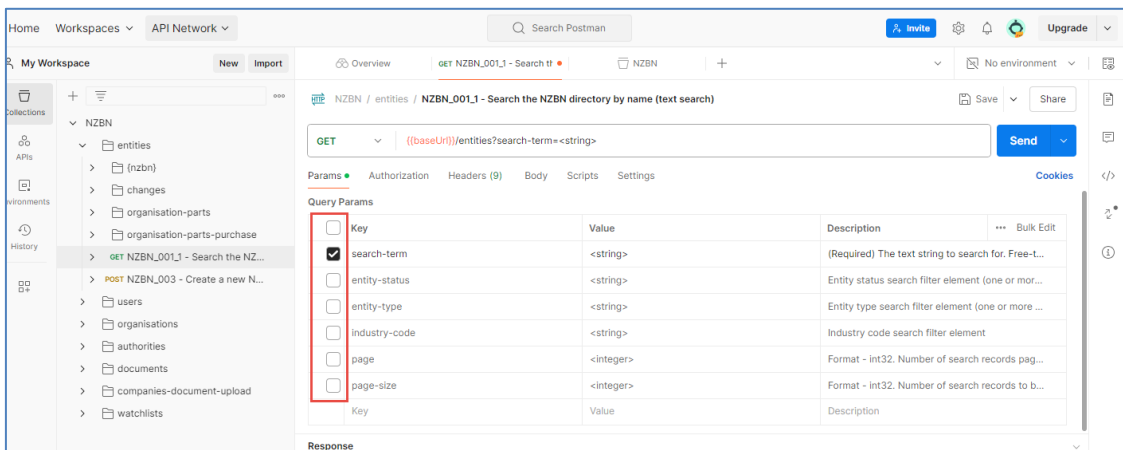 Home Workspaces API Network Search Postman Invite Upgrade
My Workspace New Import Overview GET NZBN_001_1 - Search th NZBN + No environment
Collections
APIs
History
NZBN
entities
{nzbn}
changes
organisation-parts
organisation-parts-purchase
GET NZBN_001_1 - Search the NZ...
POST NZBN_003 - Create a new N...
users
organisations
authorities
documents
companies-document-upload
watchlists
HTTP NZBN / entities / NZBN_001_1 - Search the NZBN directory by name (text search) Save Share
GET {{baseUrl}}/entities?search-term=<string> Send
Params Authorization Headers (9) Body Scripts Settings Cookies
Query Params
Key Value Description Bulk Edit
search-term <string> (Required) The text string to search for. Free-t...
entity-status <string> Entity status search filter element (one or mor...
entity-type <string> Entity type search filter element (one or more ...
industry-code <string> Industry code search filter element
page <integer> Format - int32. Number of search records pag...
page-size <integer> Format - int32. Number of search records to b...
Key Value Description
Response